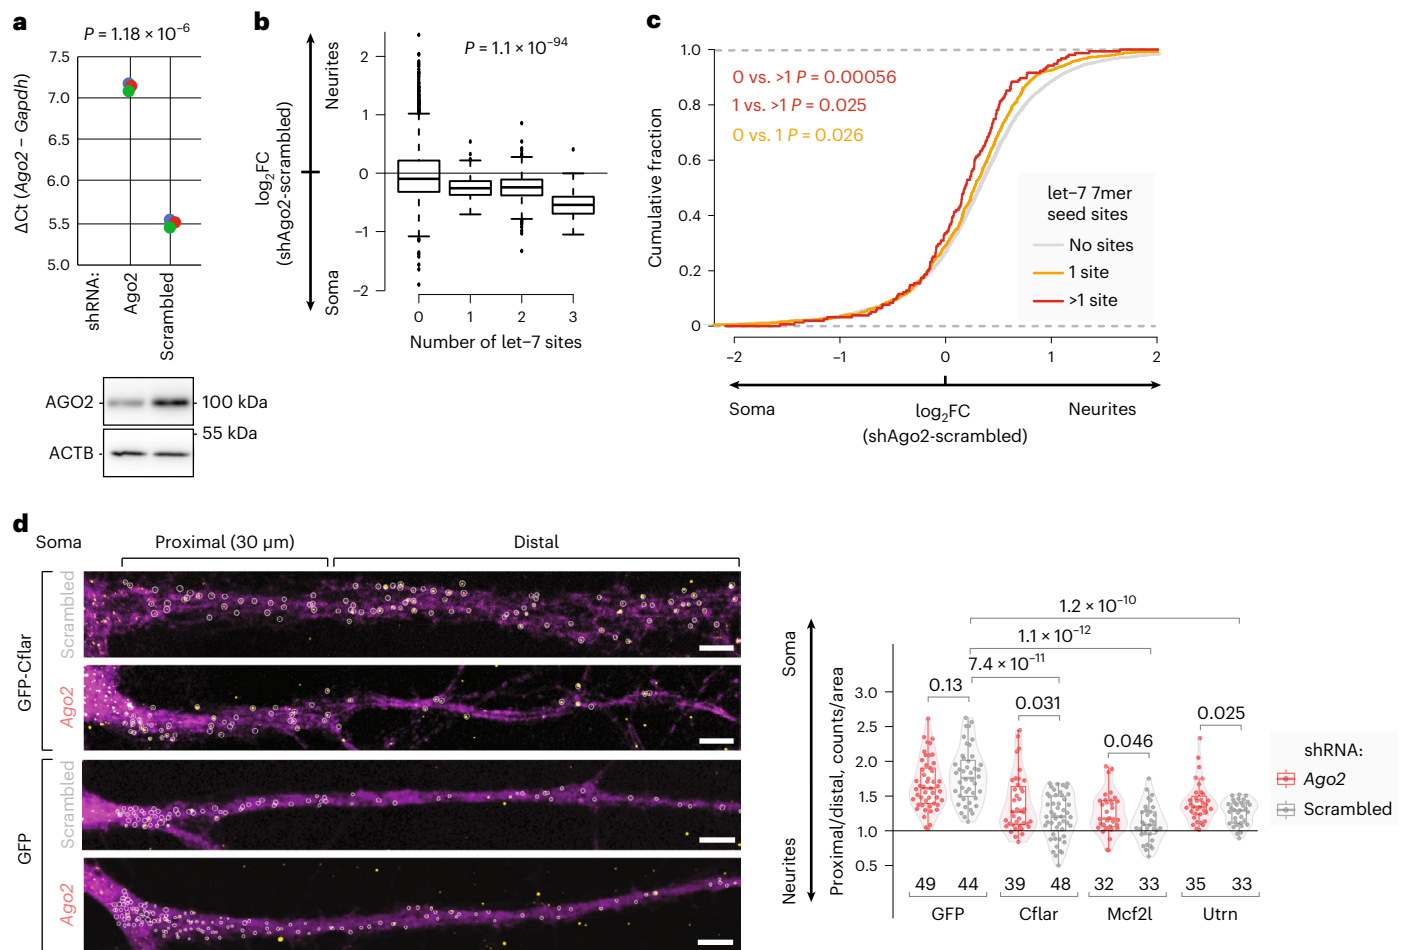 a
P = 1.18 × 10⁻⁶
ΔCt (Ago2 – Gapdh)
7.5
7.0
6.5
6.0
5.5
5.0
shRNA:
Ago2
Scrambled
AGO2
100 kDa
55 kDa
ACTB
b
P = 1.1 × 10⁻⁹⁴
Neurites
Soma
log₂FC
(shAgo2-scrambled)
2
1
0
–1
–2
0 1 2 3
Number of let–7 sites
c
0 vs. >1 P = 0.00056
1 vs. >1 P = 0.025
0 vs. 1 P = 0.026
Cumulative fraction
1.0
0.8
0.6
0.4
0.2
0
let–7 7mer
seed sites
No sites
1 site
>1 site
–2 –1 0 1 2
Soma
log₂FC
Neurites
(shAgo2-scrambled)
d
Soma
Proximal (30 µm)
Distal
GFP-Cflar
Scrambled
Ago2
GFP
Scrambled
Ago2
Soma
Neurites
Proximal/distal, counts/area
3.0
2.5
2.0
1.5
1.0
0.5
1.2 × 10⁻¹⁰
1.1 × 10⁻¹²
7.4 × 10⁻¹¹
0.13
0.031
0.046
0.025
49 44 39 48 32 33 35 33
GFP Cflar Mcf2l Utrn
shRNA:
Ago2
Scrambled